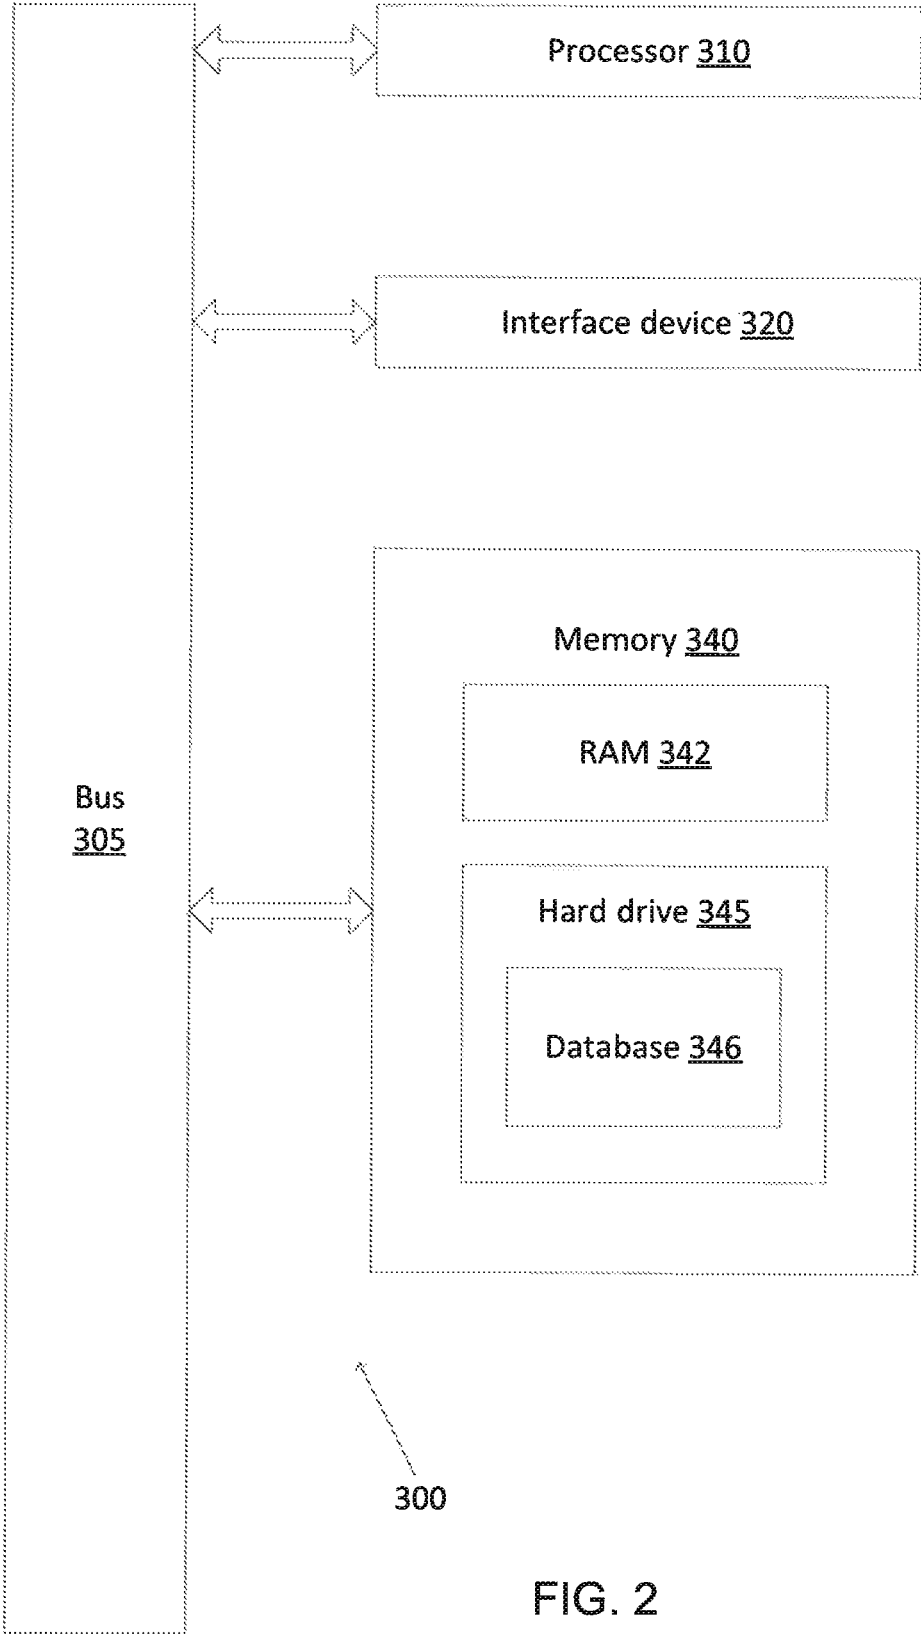 Processor 310
Interface device 320
Memory 340
RAM 342
Bus
305
Hard drive 345
Database 346
300
FIG. 2